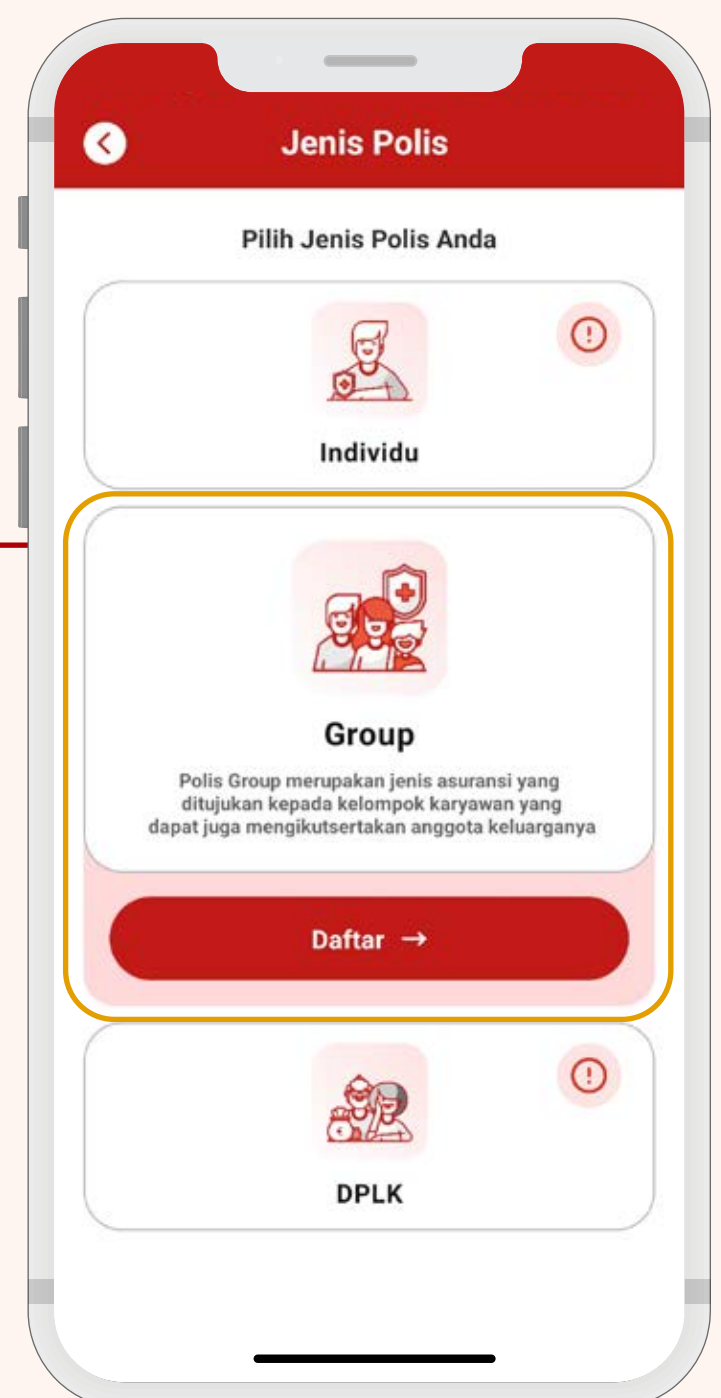 Jenis Polis
Pilih Jenis Polis Anda
Individu
Group
Polis Group merupakan jenis asuransi yang
ditujukan kepada kelompok karyawan yang
dapat juga mengikutsertakan anggota keluarganya
Daftar →
DPLK